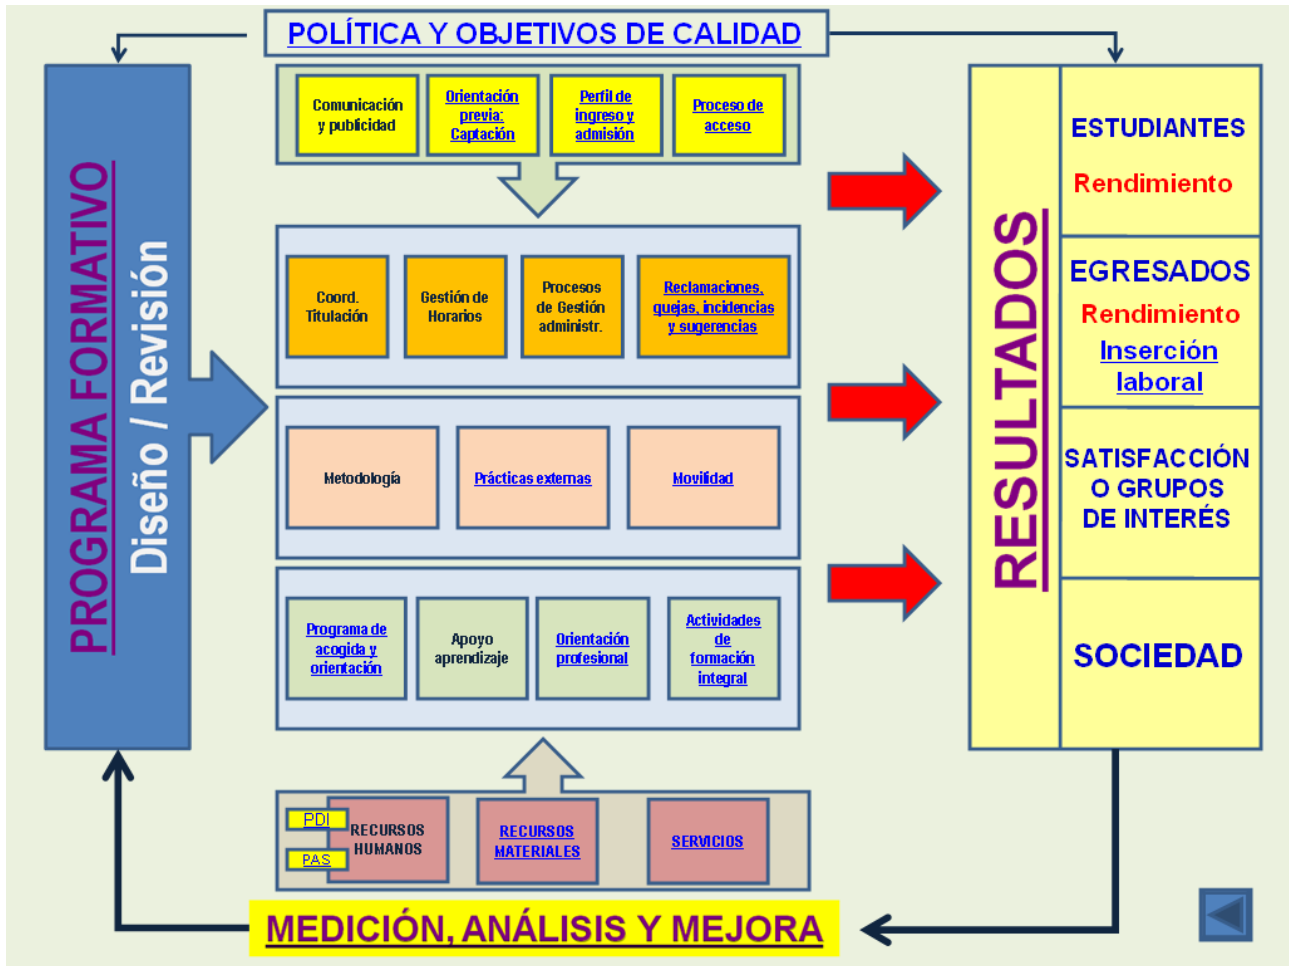 POLÍTICA Y OBJETIVOS DE CALIDAD
PROGRAMA FORMATIVO
Diseño / Revisión
Comunicación
y publicidad
Orientación
previa:
Captación
Perfil de
ingreso y
admisión
Proceso de
acceso
Coord.
Titulación
Gestión de
Horarios
Procesos
de Gestión
administr.
Reclamaciones,
quejas, incidencias
y sugerencias
Metodología
Prácticas externas
Movilidad
Programa de
acogida y
orientación
Apoyo
aprendizaje
Orientación
profesional
Actividades
de
formación
integral
PDI
PAS
RECURSOS
HUMANOS
RECURSOS
MATERIALES
SERVICIOS
RESULTADOS
ESTUDIANTES
Rendimiento
EGRESADOS
Rendimiento
Inserción
laboral
SATISFACCIÓN
O GRUPOS
DE INTERÉS
SOCIEDAD
MEDICIÓN, ANÁLISIS Y MEJORA